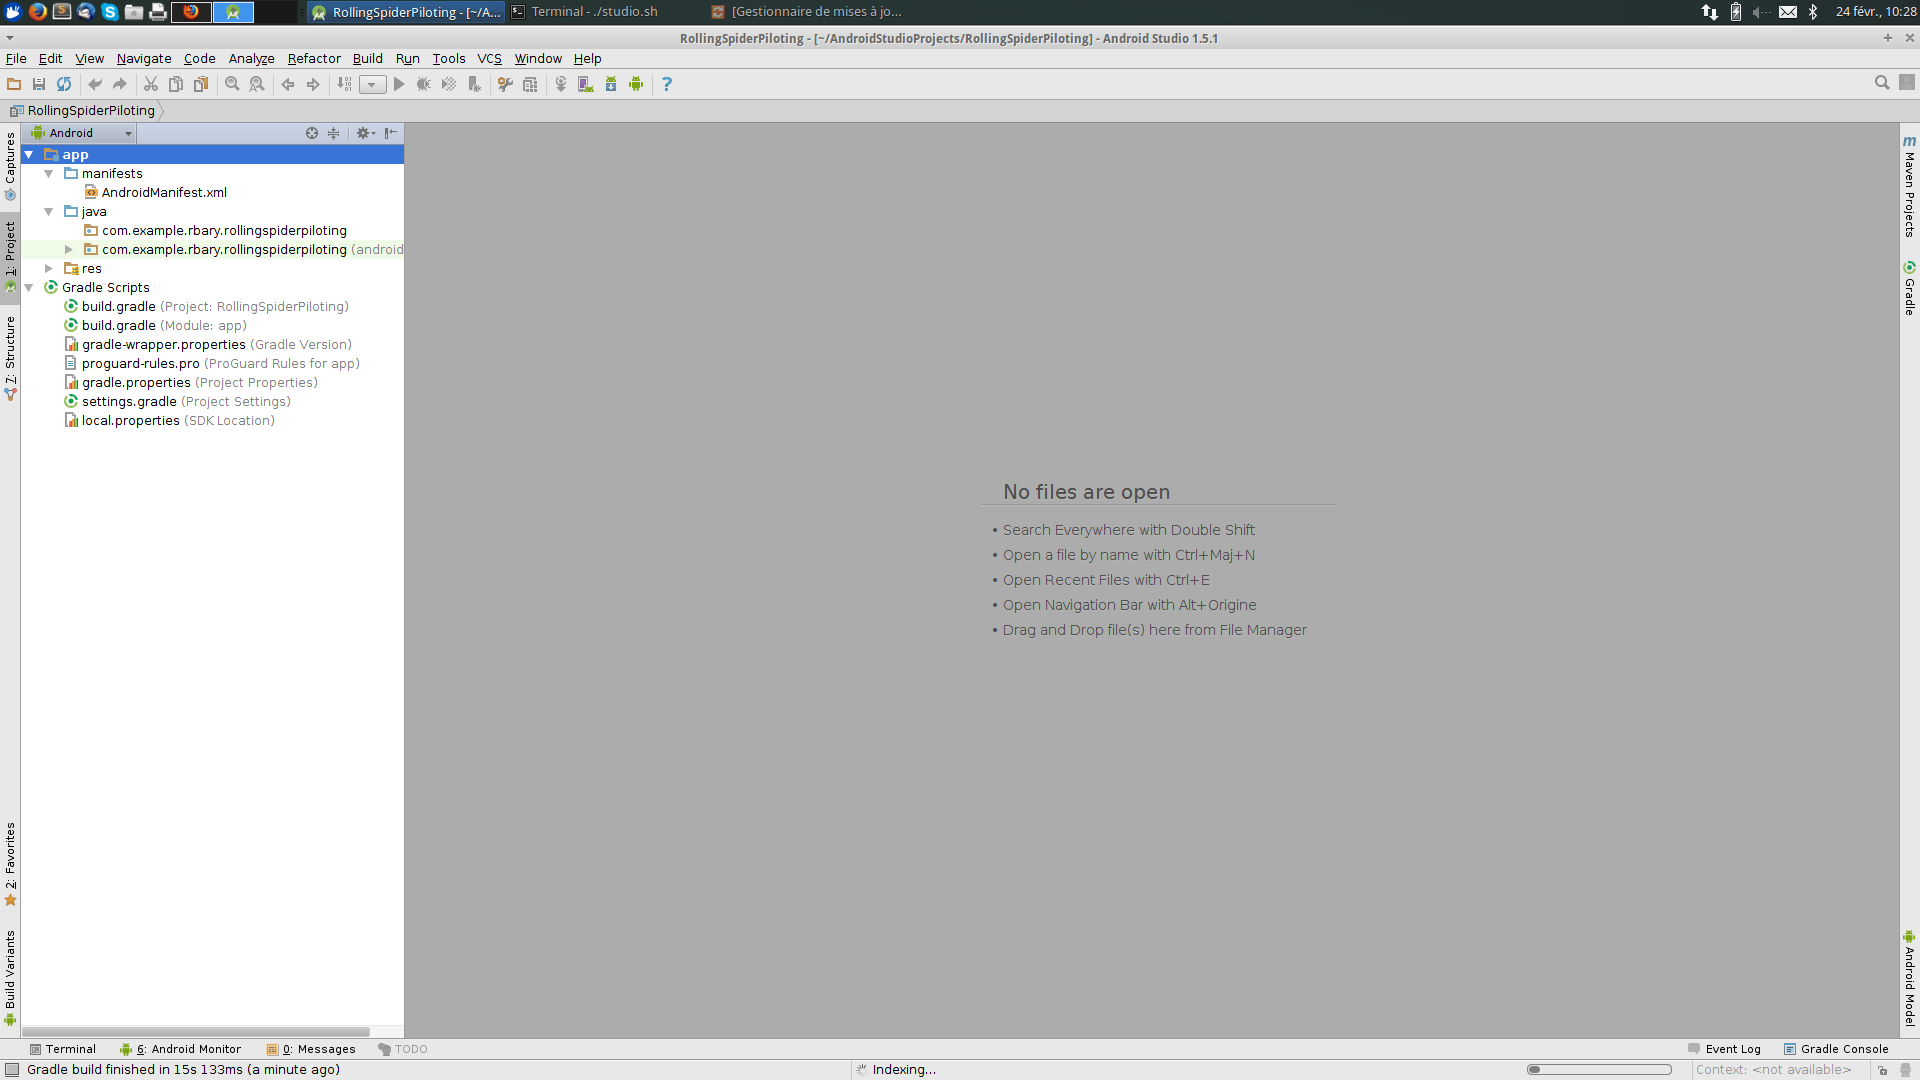 RollingSpiderPiloting - [~/A...
Terminal - ./studio.sh
[Gestionnaire de mises à jo...
24 févr., 10:28
RollingSpiderPiloting - [~/AndroidStudioProjects/RollingSpiderPiloting] - Android Studio 1.5.1
File Edit View Navigate Code Analyze Refactor Build Run Tools VCS Window Help
RollingSpiderPiloting
Android
app
manifests
AndroidManifest.xml
java
com.example.rbary.rollingspiderpiloting
com.example.rbary.rollingspiderpiloting (android
res
Gradle Scripts
build.gradle (Project: RollingSpiderPiloting)
build.gradle (Module: app)
gradle-wrapper.properties (Gradle Version)
proguard-rules.pro (ProGuard Rules for app)
gradle.properties (Project Properties)
settings.gradle (Project Settings)
local.properties (SDK Location)
Captures
1: Project
7: Structure
2: Favorites
Build Variants
No files are open
• Search Everywhere with Double Shift
• Open a file by name with Ctrl+Maj+N
• Open Recent Files with Ctrl+E
• Open Navigation Bar with Alt+Origine
• Drag and Drop file(s) here from File Manager
m
Maven Projects
Gradle
Android Model
Terminal
6: Android Monitor
0: Messages
TODO
Event Log
Gradle Console
Gradle build finished in 15s 133ms (a minute ago)
Indexing...
Context: <not available>